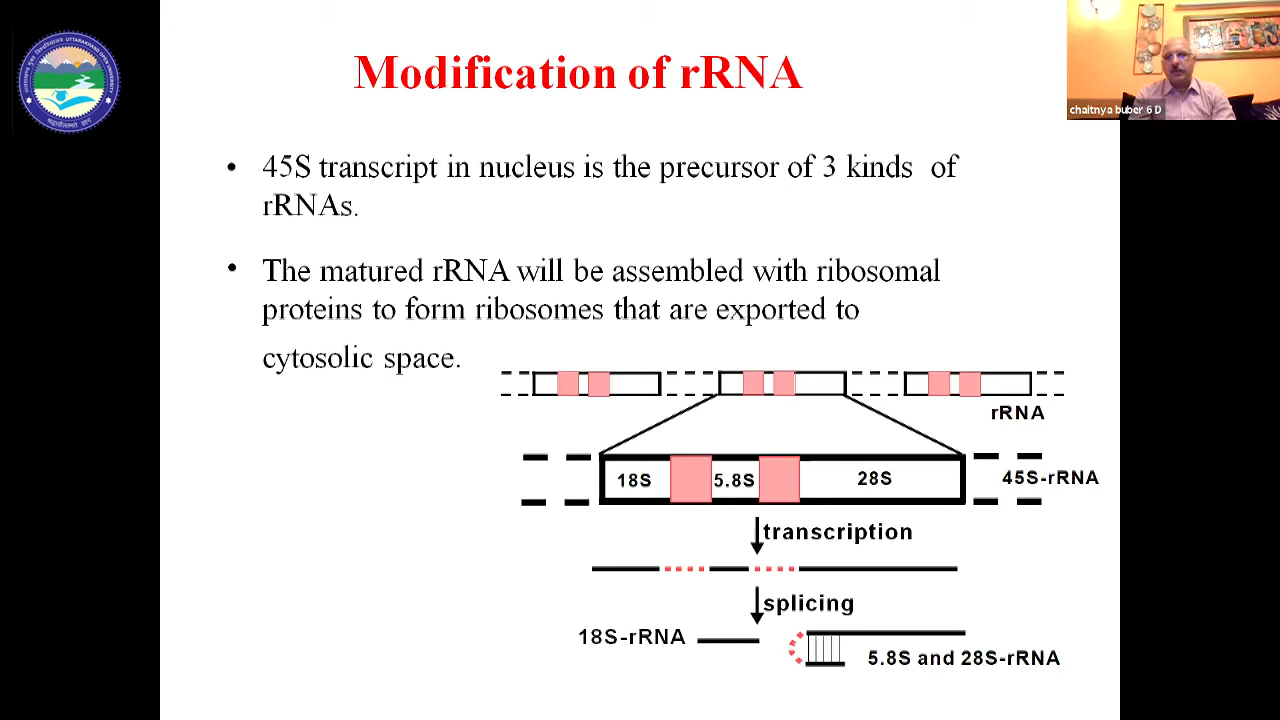 Modification of rRNA
chaitnya buber 6 D
• 45S transcript in nucleus is the precursor of 3 kinds of
rRNAs.
• The matured rRNA will be assembled with ribosomal
proteins to form ribosomes that are exported to
cytosolic space.
rRNA
18S 5.8S 28S 45S-rRNA
transcription
splicing
18S-rRNA
5.8S and 28S-rRNA